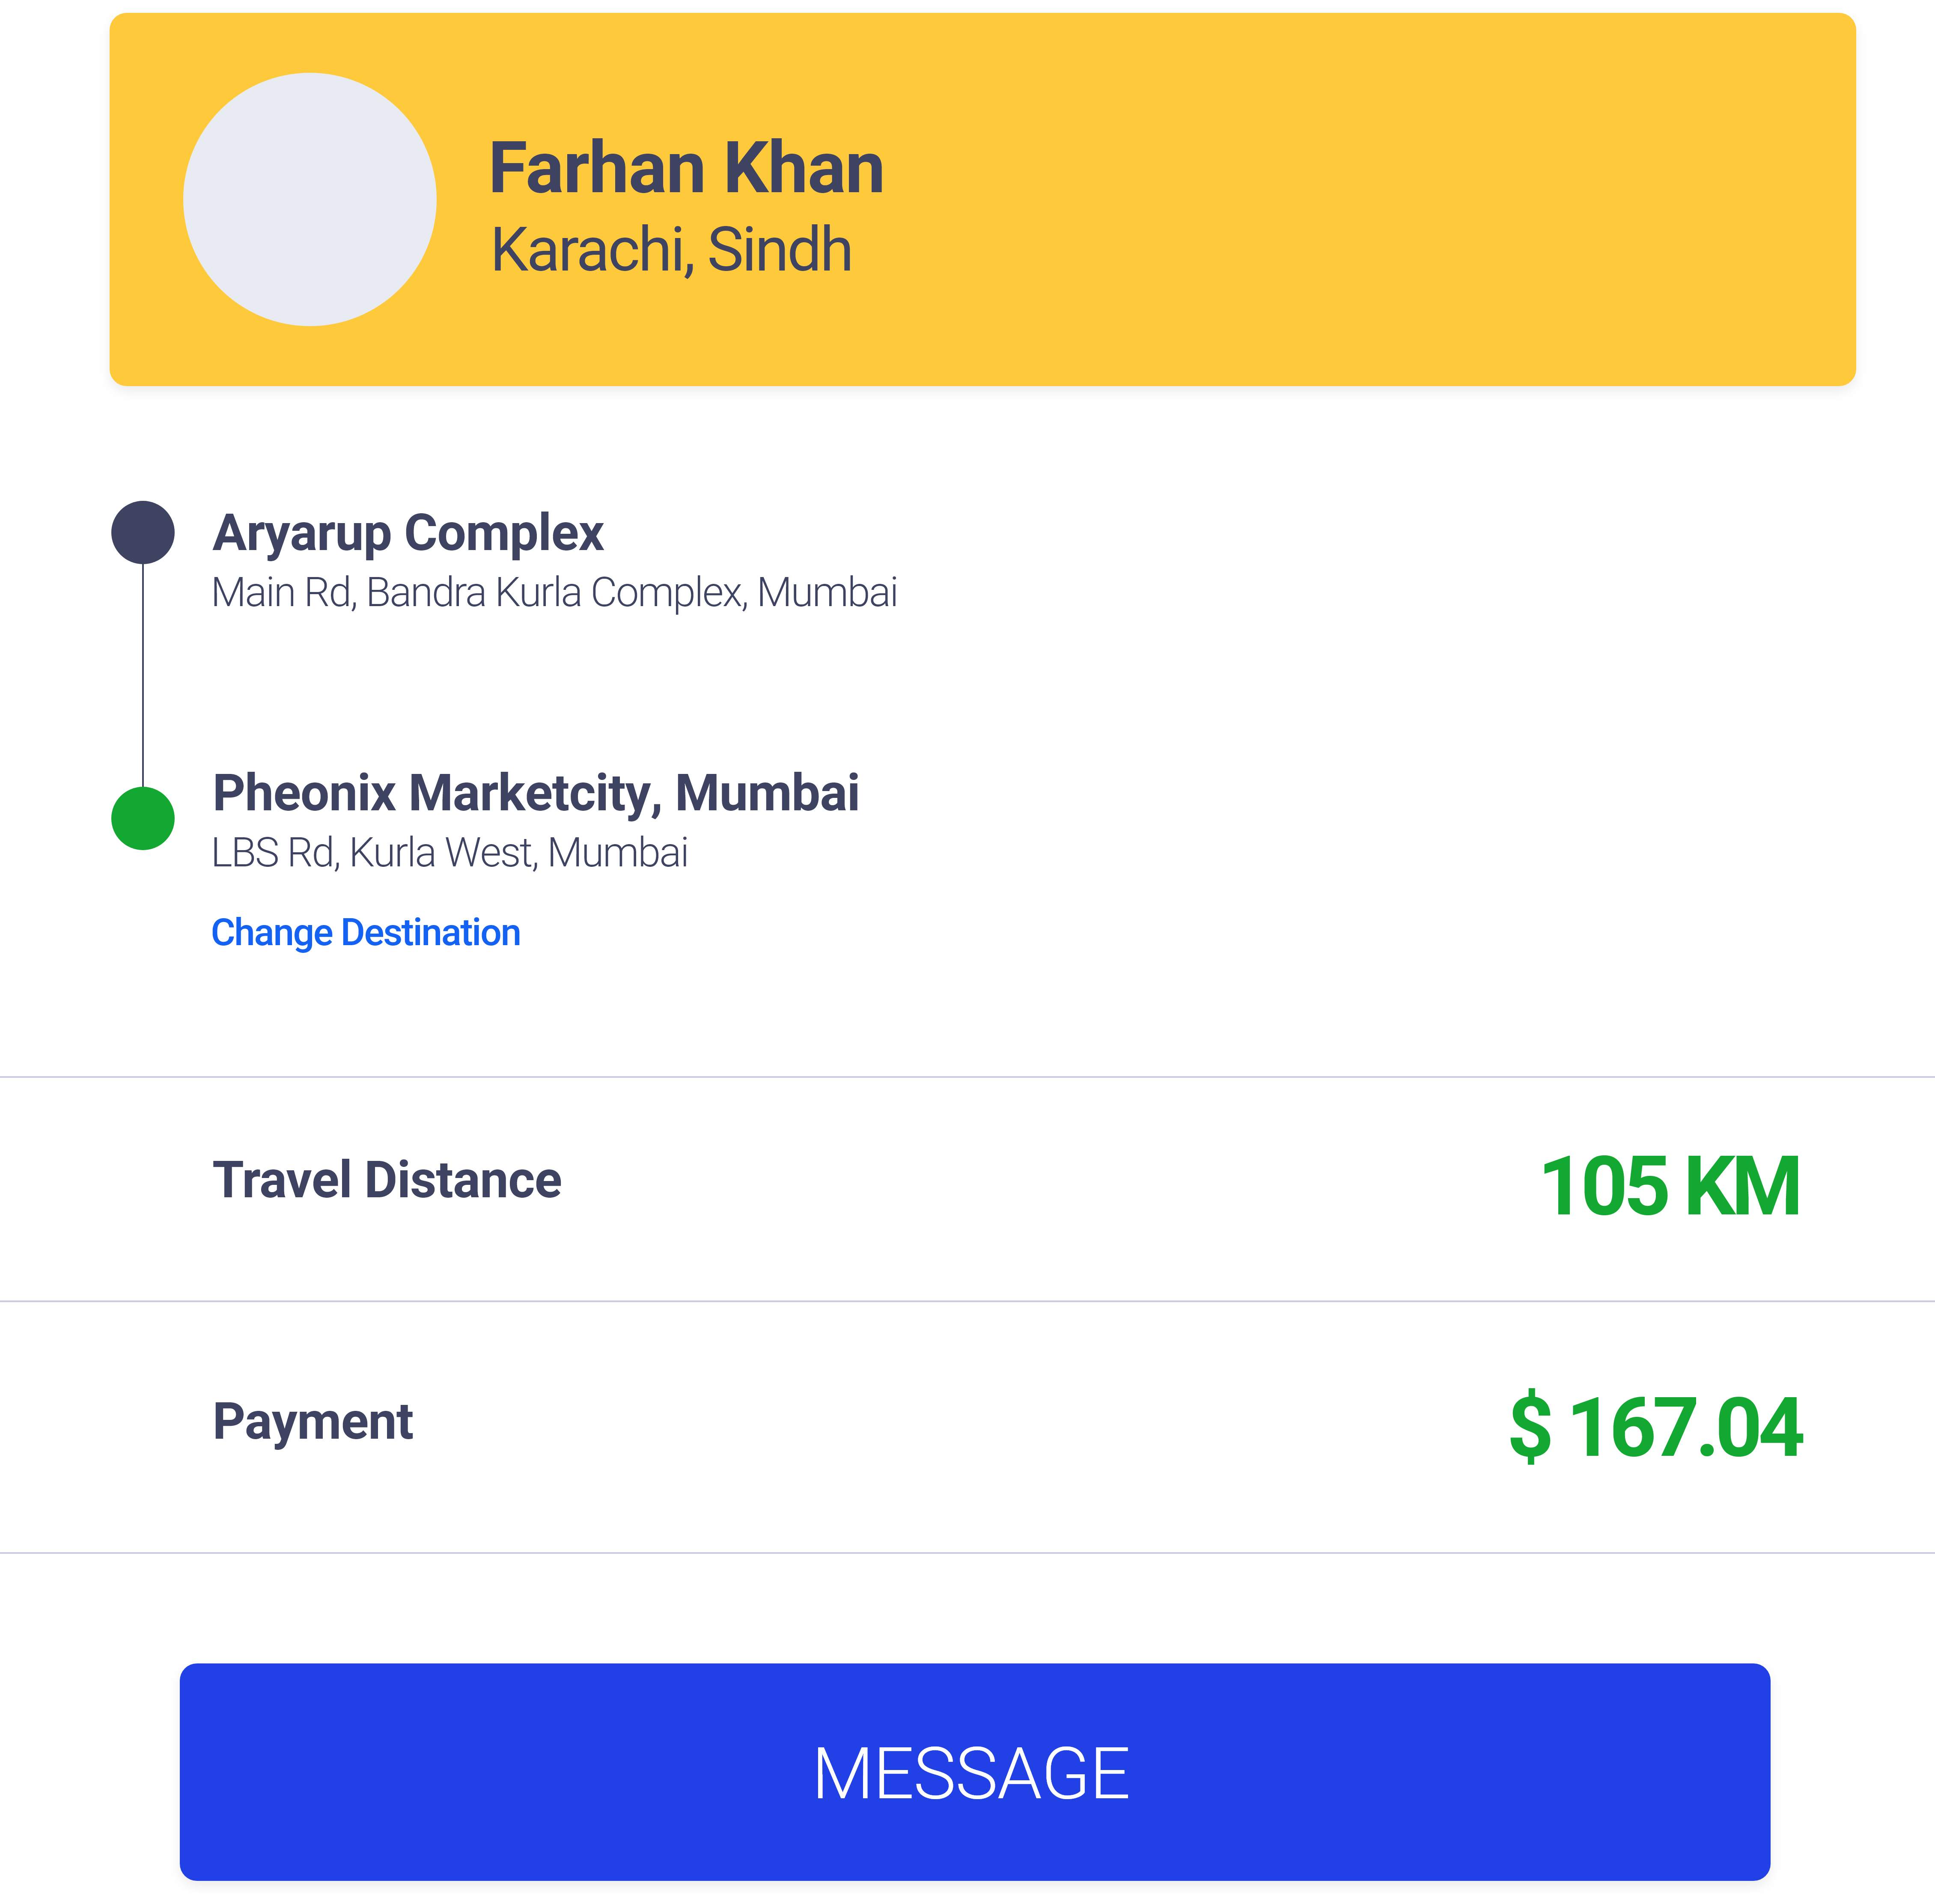 Farhan Khan
Karachi, Sindh
Aryarup Complex
Main Rd, Bandra Kurla Complex, Mumbai
Pheonix Marketcity, Mumbai
LBS Rd, Kurla West, Mumbai
Change Destination
Travel Distance
105 KM
Payment
$ 167.04
MESSAGE